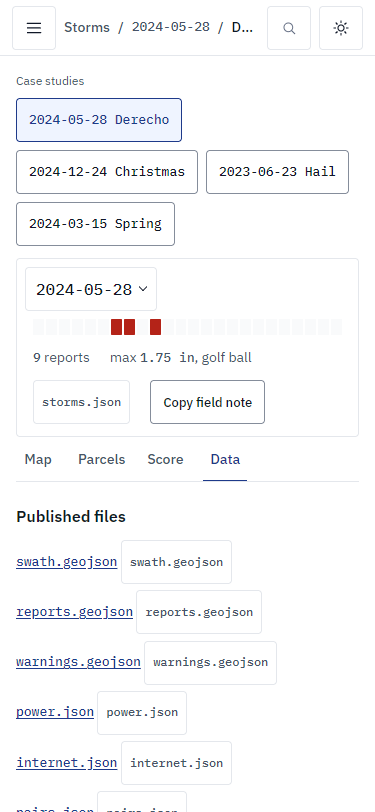 Storms / 2024-05-28 / D...
Case studies
2024-05-28 Derecho
2024-12-24 Christmas 2023-06-23 Hail
2024-03-15 Spring
2024-05-28
9 reports max 1.75 in, golf ball
storms.json Copy field note
Map Parcels Score Data
Published files
swath.geojson swath.geojson
reports.geojson reports.geojson
warnings.geojson warnings.geojson
power.json power.json
internet.json internet.json